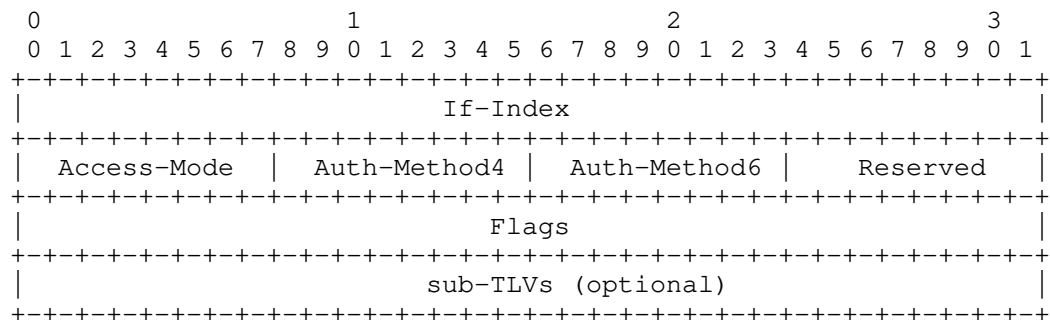 0                   1                   2                   3
 0 1 2 3 4 5 6 7 8 9 0 1 2 3 4 5 6 7 8 9 0 1 2 3 4 5 6 7 8 9 0 1
+-+-+-+-+-+-+-+-+-+-+-+-+-+-+-+-+-+-+-+-+-+-+-+-+-+-+-+-+-+-+-+-+
|                          If-Index                             |
+-+-+-+-+-+-+-+-+-+-+-+-+-+-+-+-+-+-+-+-+-+-+-+-+-+-+-+-+-+-+-+-+
|  Access-Mode  |  Auth-Method4 |  Auth-Method6 |    Reserved   |
+-+-+-+-+-+-+-+-+-+-+-+-+-+-+-+-+-+-+-+-+-+-+-+-+-+-+-+-+-+-+-+-+
|                             Flags                             |
+-+-+-+-+-+-+-+-+-+-+-+-+-+-+-+-+-+-+-+-+-+-+-+-+-+-+-+-+-+-+-+-+
|                         sub-TLVs (optional)                   |
+-+-+-+-+-+-+-+-+-+-+-+-+-+-+-+-+-+-+-+-+-+-+-+-+-+-+-+-+-+-+-+-+